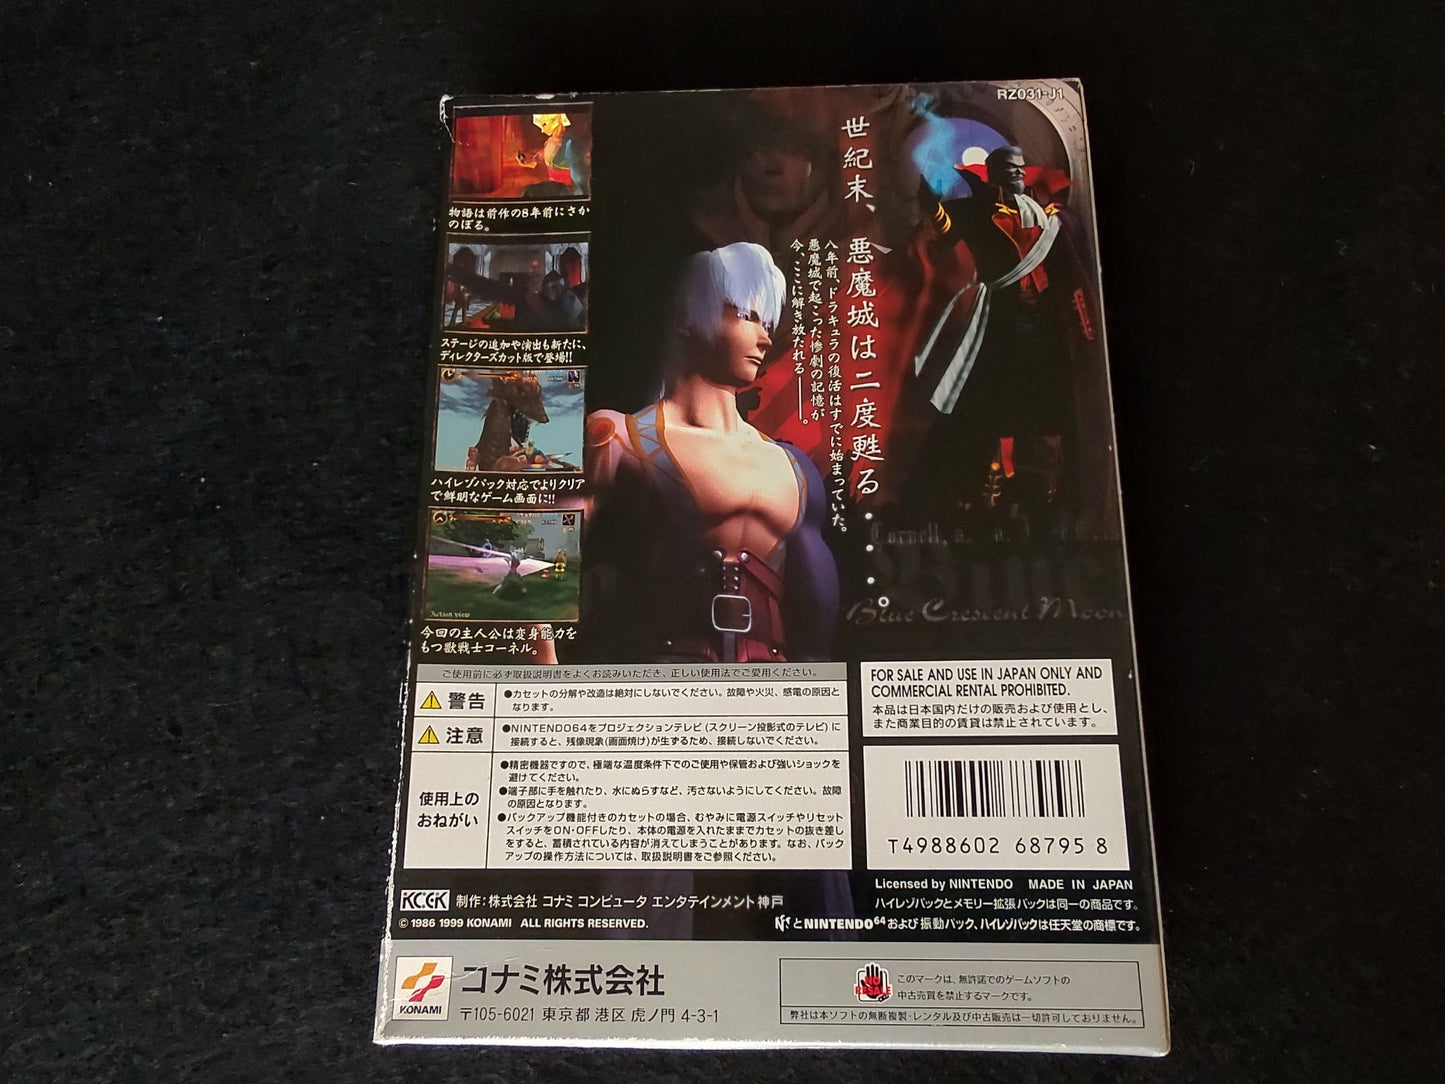 RZ031-J1
世紀末、悪魔城は二度甦る・・・・。
八年前、ドラキュラの復活はすでに始まっていた。
悪魔城で起こった惨劇の記憶が
今、ここに解き放たれる――。
物語は前作の8年前にさか
のぼる。
ステージの追加や演出も新たに、
ディレクターズカット版で登場!!
ハイレゾパック対応でよりクリア
で鮮明なゲーム画面に!!
Action view
今回の主人公は変身能力を
もつ獣戦士コーネル。
Cornell,
Blue Crescent Moon
ご使用前に必ず取扱説明書をよくお読みいただき、正しい使用法でご愛用ください。
警告
●カセットの分解や改造は絶対にしないでください。故障や火災、感電の原因と
なります。
注意
●NINTENDO64をプロジェクションテレビ(スクリーン投影式のテレビ)に
接続すると、残像現象(画面焼け)が生ずるため、接続しないでください。
使用上の
おねがい
●精密機器ですので、極端な温度条件下でのご使用や保管および強いショックを
避けてください。
●端子部に手を触れたり、水にぬらすなど、汚さないようにしてください。故障
の原因となります。
●バックアップ機能付きのカセットの場合、むやみに電源スイッチやリセット
スイッチをON・OFFしたり、本体の電源を入れたままでカセットの抜き差し
をすると、蓄積されている内容が消えてしまうことがあります。なお、バック
アップの操作方法については、取扱説明書をご参照ください。
FOR SALE AND USE IN JAPAN ONLY AND
COMMERCIAL RENTAL PROHIBITED.
本品は日本国内だけの販売および使用とし、
また商業目的の賃貸は禁止されています。
T4988602 68795 8
KCEK 制作:株式会社 コナミ コンピュータ エンタテインメント 神戸
© 1986 1999 KONAMI ALL RIGHTS RESERVED.
Licensed by NINTENDO MADE IN JAPAN
ハイレゾパックとメモリー拡張パックは同一の商品です。
とNINTENDO64および振動パック、ハイレゾパックは任天堂の商標です。
KONAMI
コナミ株式会社
〒105-6021 東京都 港区 虎ノ門 4-3-1
NO RESALE
このマークは、無許諾でのゲームソフトの
中古売買を禁止するマークです。
弊社は本ソフトの無断複製・レンタル及び中古販売は一切許可しておりません。